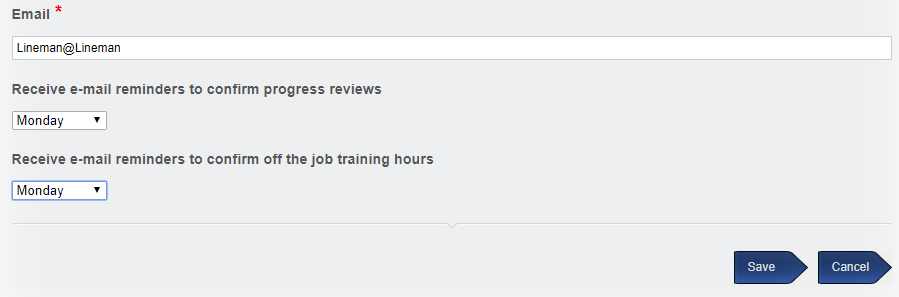 Email *
Lineman@Lineman
Receive e-mail reminders to confirm progress reviews
Monday
Receive e-mail reminders to confirm off the job training hours
Monday
Save Cancel